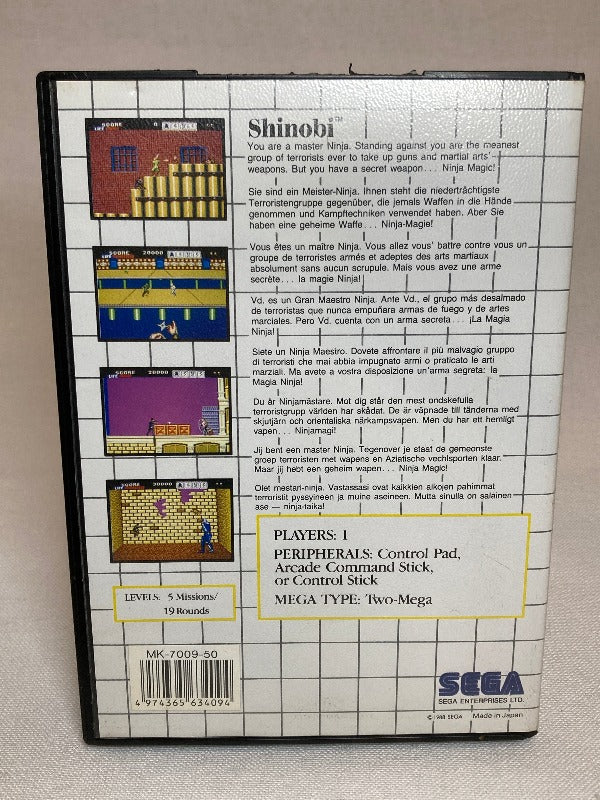 Shinobi™
You are a master Ninja. Standing against you are the meanest
group of terrorists ever to take up guns and martial arts'
weapons. But you have a secret weapon... Ninja Magic!
Sie sind ein Meister-Ninja. Ihnen steht die niederträchtigste
Terroristengruppe gegenüber, die jemals Waffen in die Hände
genommen und Kampftechniken verwendet haben. Aber Sie
haben eine geheime Waffe... Ninja-Magie!
Vous êtes un maître Ninja. Vous allez vous' battre contre vous un
groupe de terroristes armés et adeptes des arts martiaux
absolument sans aucun scrupule. Mais vous avez une arme
secrète... la magie Ninja!
Vd. es un Gran Maestro Ninja. Ante Vd., el grupo más desalmado
de terroristas que nunca empuñara armas de fuego y de artes
marciales. Pero Vd. cuenta con un arma secreta... ¡La Magia
Ninja!
Siete un Ninja Maestro. Dovete affrontare il più malvagio gruppo
di terroristi che mai abbia impugnato armi o praticato le arti
marziali. Ma avete a vostra disposizione un'arma segreta: la
Magia Ninja!
Du är Ninjamästare. Mot dig står den mest ondskefulla
terroristgrupp världen har skådat. De är väpnade till tänderna med
skjutjärn och orientaliska närkampsvapen. Men du har ett hemligt
vapen... Ninjamagi!
Jij bent een master Ninja. Tegenover je staat de gemeenste
groep terroristen met wapens en Aziatische vechtsporten klaar.
Maar jij hebt een geheim wapen... Ninja Magic!
Olet mestari-ninja. Vastassasi ovat kaikkien aikojen pahimmat
terroristit pyssyineen ja muine aseineen. Mutta sinulla on salainen
ase — ninja-taika!
PLAYERS: 1
PERIPHERALS: Control Pad,
Arcade Command Stick,
or Control Stick
MEGA TYPE: Two-Mega
SCORE 0
LIFE
SCORE 20000
LIFE
SCORE 20000
LIFE
SCORE
LIFE
LEVELS: 5 Missions/
19 Rounds
MK-7009-50
4 974365 634094
SEGA
SEGA ENTERPRISES LTD.
©1988 SEGA Made in Japan